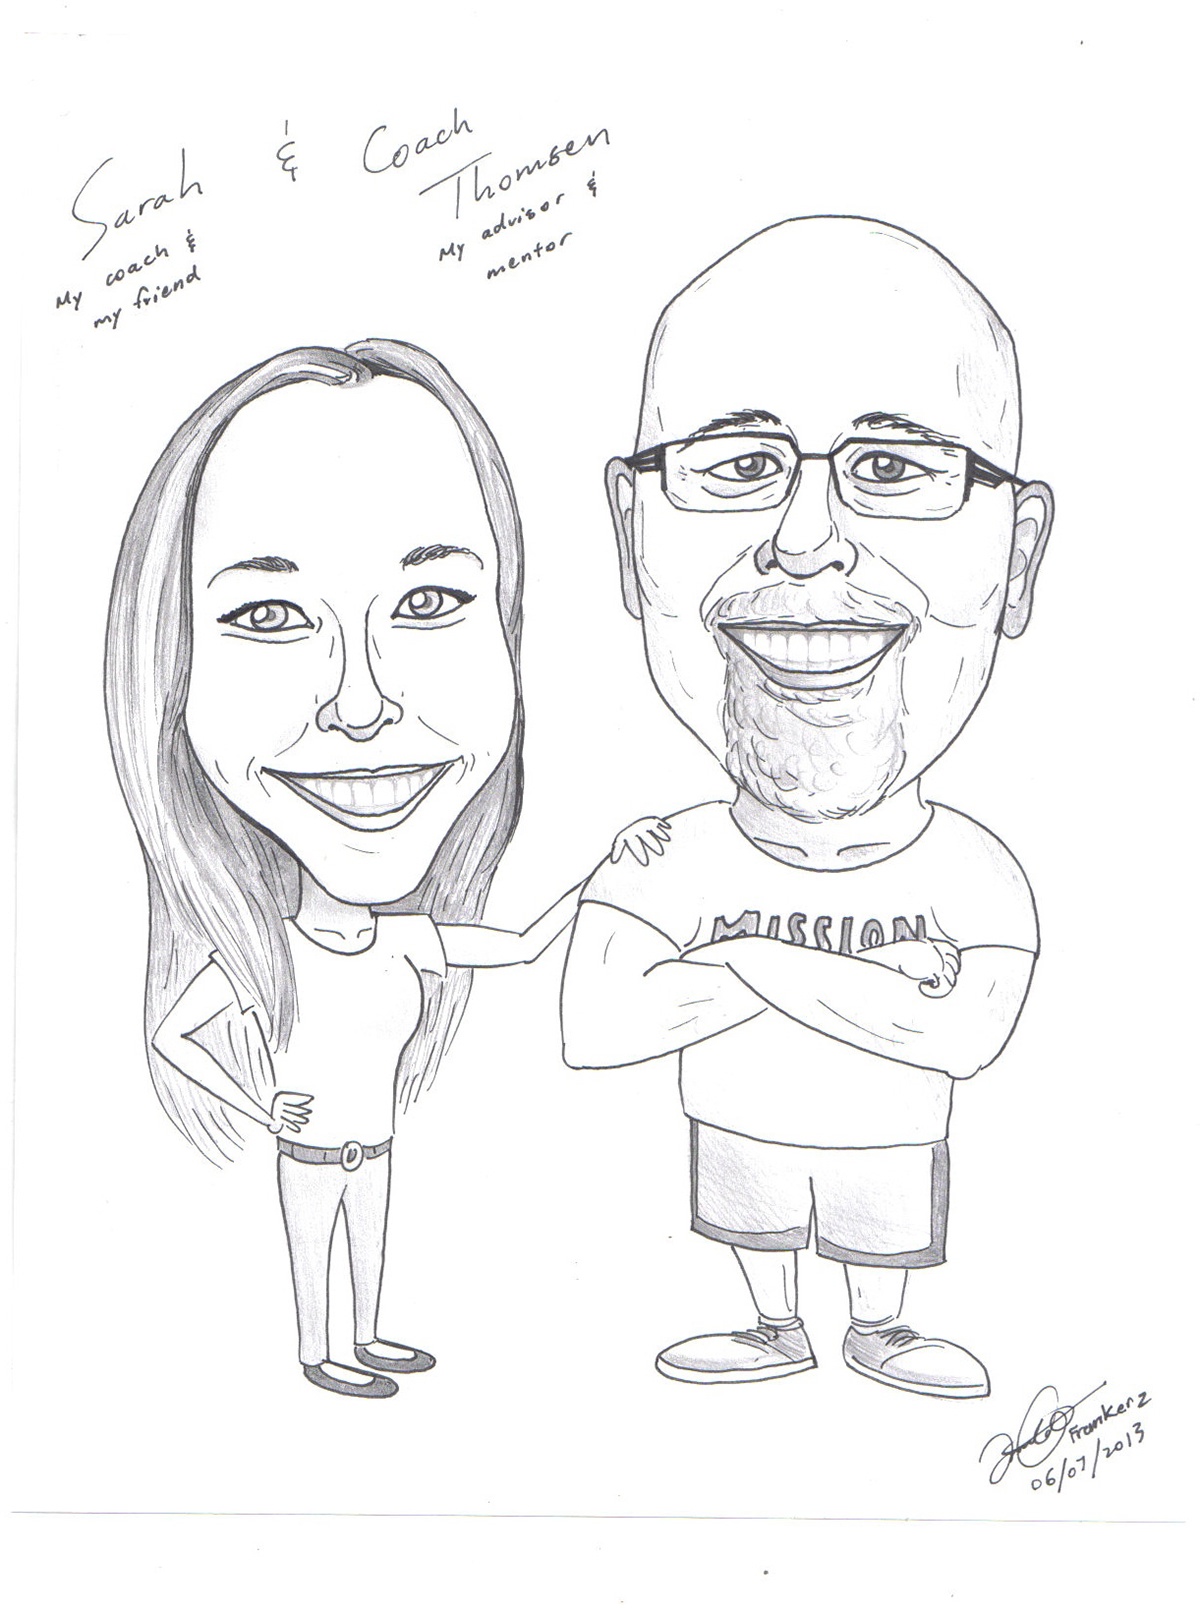 Sarah & Coach
Thomsen
My coach &
my friend
My advisor &
mentor
MISSION
Frankerz
06/07/2013